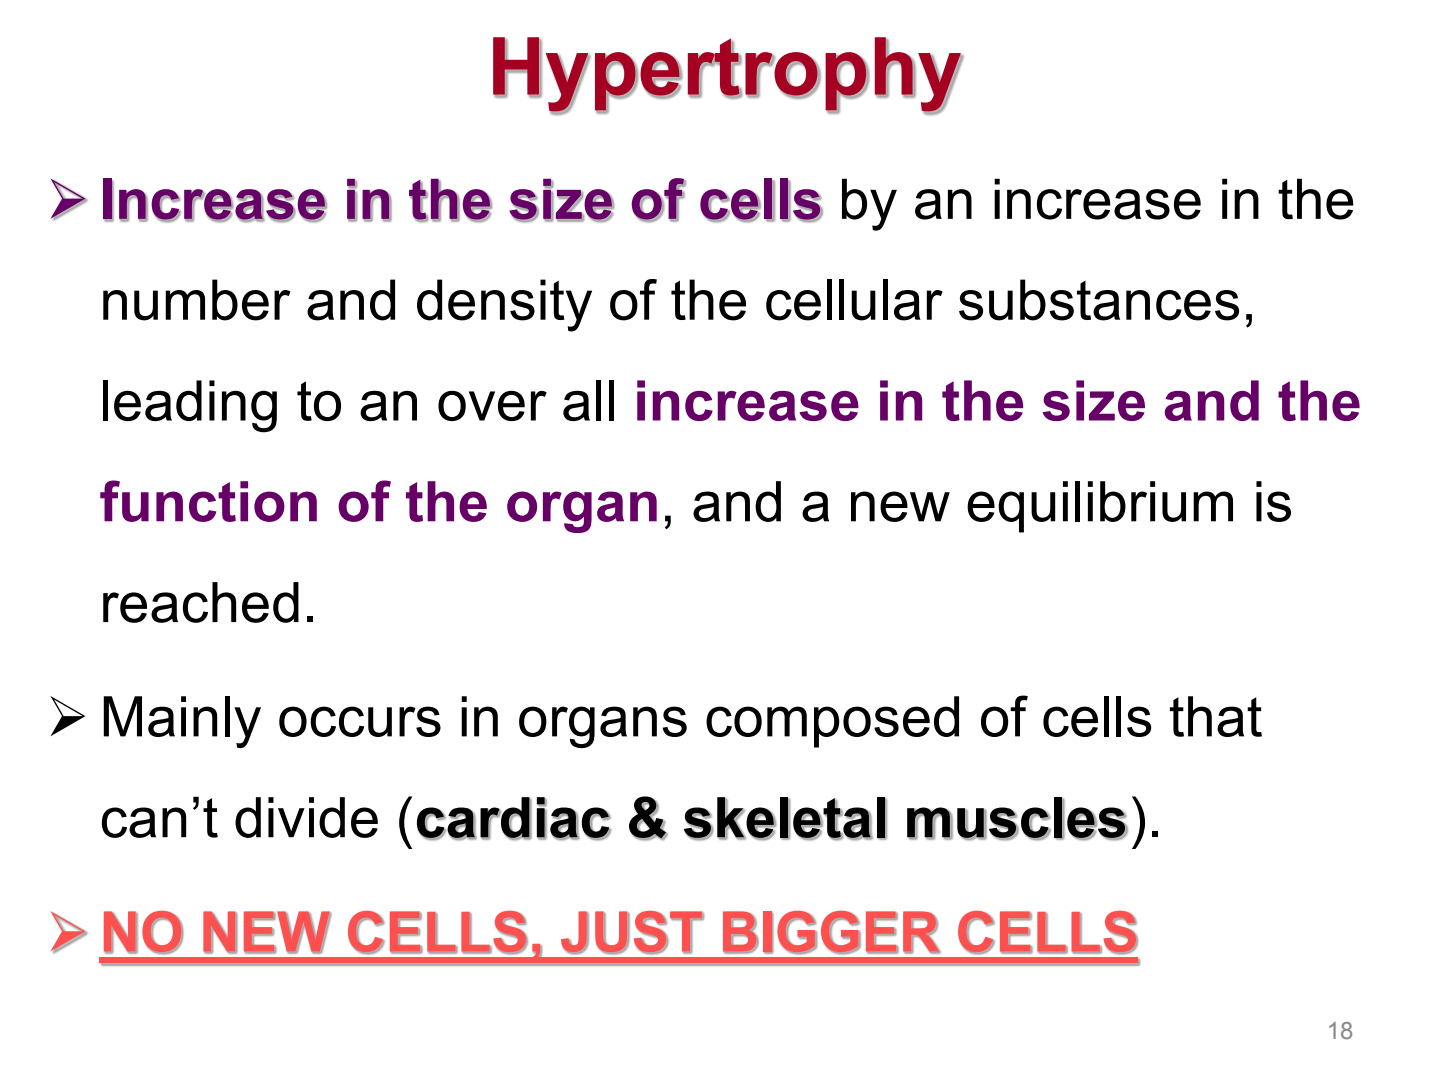 Hypertrophy
➢ Increase in the size of cells by an increase in the
number and density of the cellular substances,
leading to an over all increase in the size and the
function of the organ, and a new equilibrium is
reached.
➢ Mainly occurs in organs composed of cells that
can’t divide (cardiac & skeletal muscles).
➢ NO NEW CELLS, JUST BIGGER CELLS
18